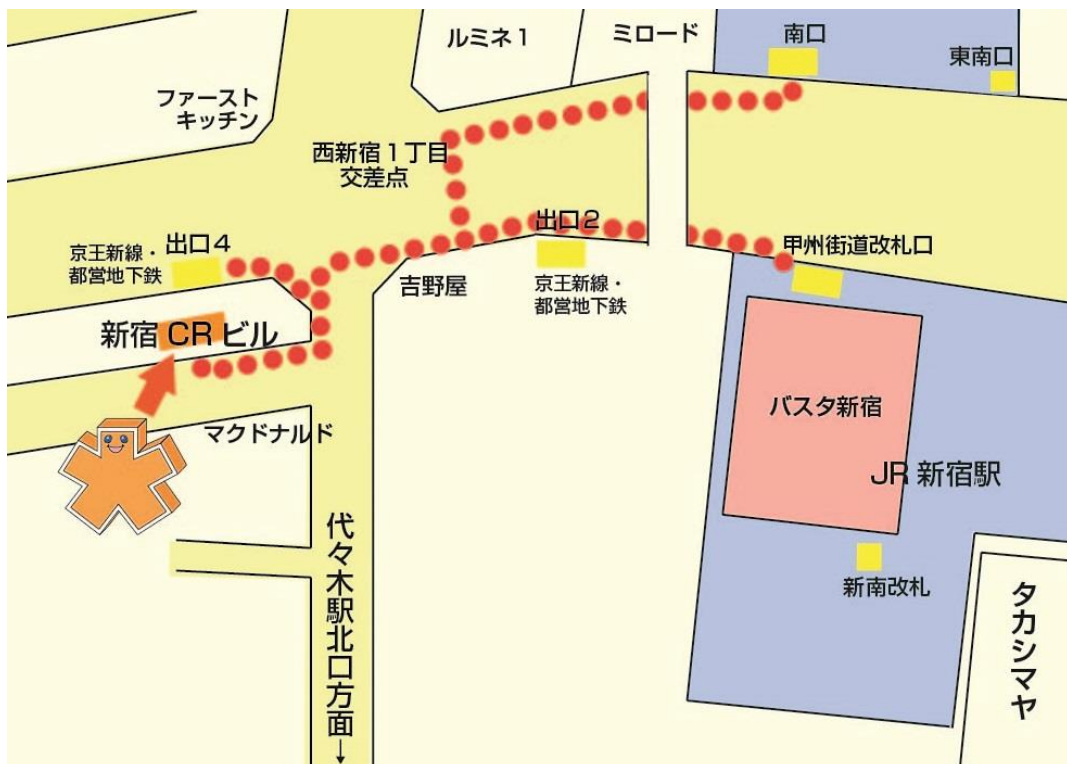 ルミネ１
ミロード
南口
東南口
ファースト
キッチン
西新宿１丁目
交差点
出口２
甲州街道改札口
京王新線・
都営地下鉄
出口４
吉野屋
京王新線・
都営地下鉄
新宿 CR ビル
バスタ新宿
マクドナルド
JR 新宿駅
代々木駅北口方面→
新南改札
タカシマヤ